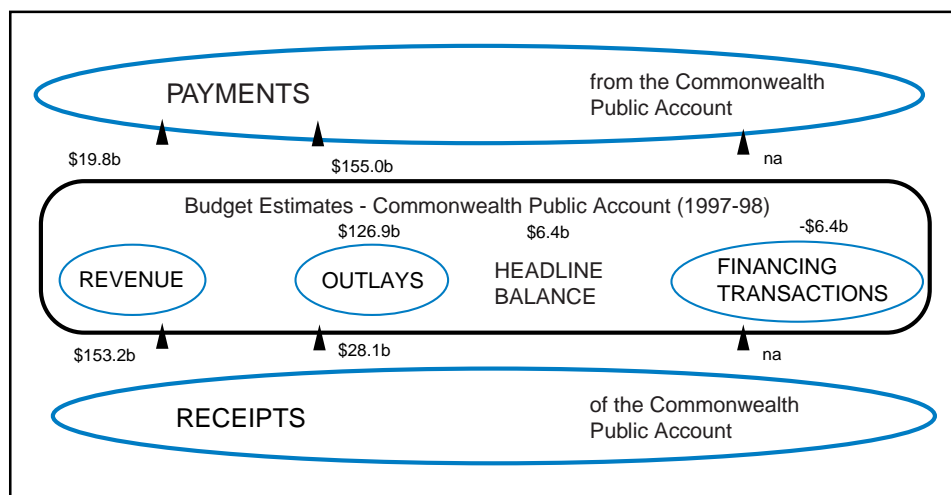 PAYMENTS
from the Commonwealth
Public Account
$19.8b
$155.0b
na
Budget Estimates - Commonwealth Public Account (1997-98)
$126.9b
$6.4b
-$6.4b
REVENUE
OUTLAYS
HEADLINE
BALANCE
FINANCING
TRANSACTIONS
$153.2b
$28.1b
na
RECEIPTS
of the Commonwealth
Public Account